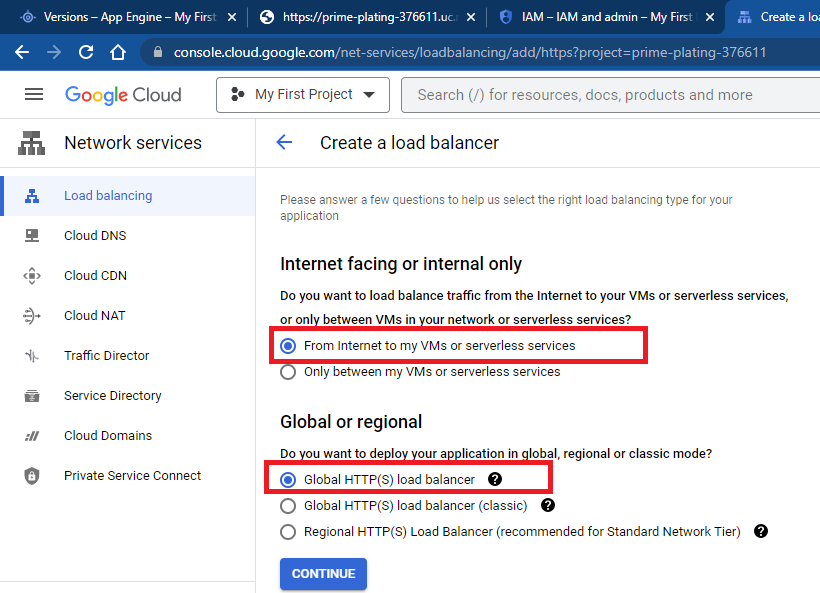 Versions – App Engine – My First
https://prime-plating-376611.uc.
IAM – IAM and admin – My First
Create a loa
console.cloud.google.com/net-services/loadbalancing/add/https?project=prime-plating-376611
Google Cloud
My First Project
Search (/) for resources, docs, products and more
Network services
Create a load balancer
Load balancing
Cloud DNS
Cloud CDN
Cloud NAT
Traffic Director
Service Directory
Cloud Domains
Private Service Connect
Please answer a few questions to help us select the right load balancing type for your
application
Internet facing or internal only
Do you want to load balance traffic from the Internet to your VMs or serverless services,
or only between VMs in your network or serverless services?
From Internet to my VMs or serverless services
Only between my VMs or serverless services
Global or regional
Do you want to deploy your application in global, regional or classic mode?
Global HTTP(S) load balancer
Global HTTP(S) load balancer (classic)
Regional HTTP(S) Load Balancer (recommended for Standard Network Tier)
CONTINUE